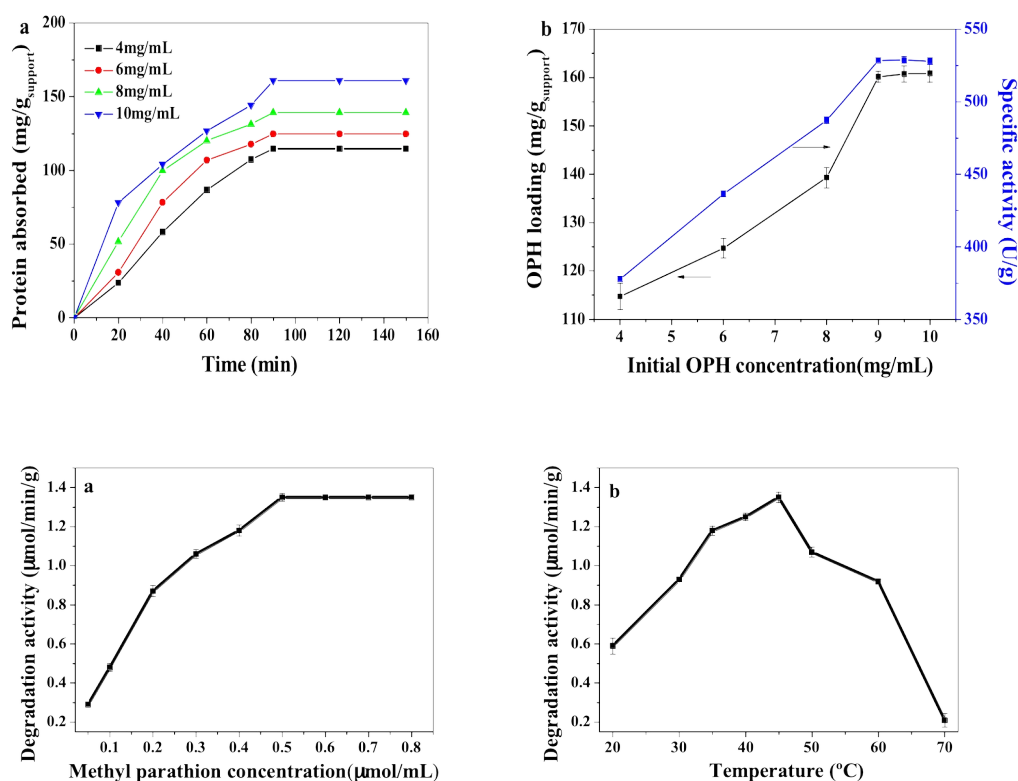 a
Protein absorbed (mg/g support)
200
150
100
50
0
4mg/mL
6mg/mL
8mg/mL
10mg/mL
0 20 40 60 80 100 120 140 160
Time (min)
b
OPH loading (mg/g support)
170
160
150
140
130
120
110
550
500
450
400
350
Specific activity (U/g)
4 5 6 7 8 9 10
Initial OPH concentration(mg/mL)
a
Degradation activity (μmol/min/g)
1.4
1.2
1.0
0.8
0.6
0.4
0.2
0.1 0.2 0.3 0.4 0.5 0.6 0.7 0.8
Methyl parathion concentration(μmol/mL)
b
Degradation activity (μmol/min/g)
1.4
1.2
1.0
0.8
0.6
0.4
0.2
20 30 40 50 60 70
Temperature (ºC)